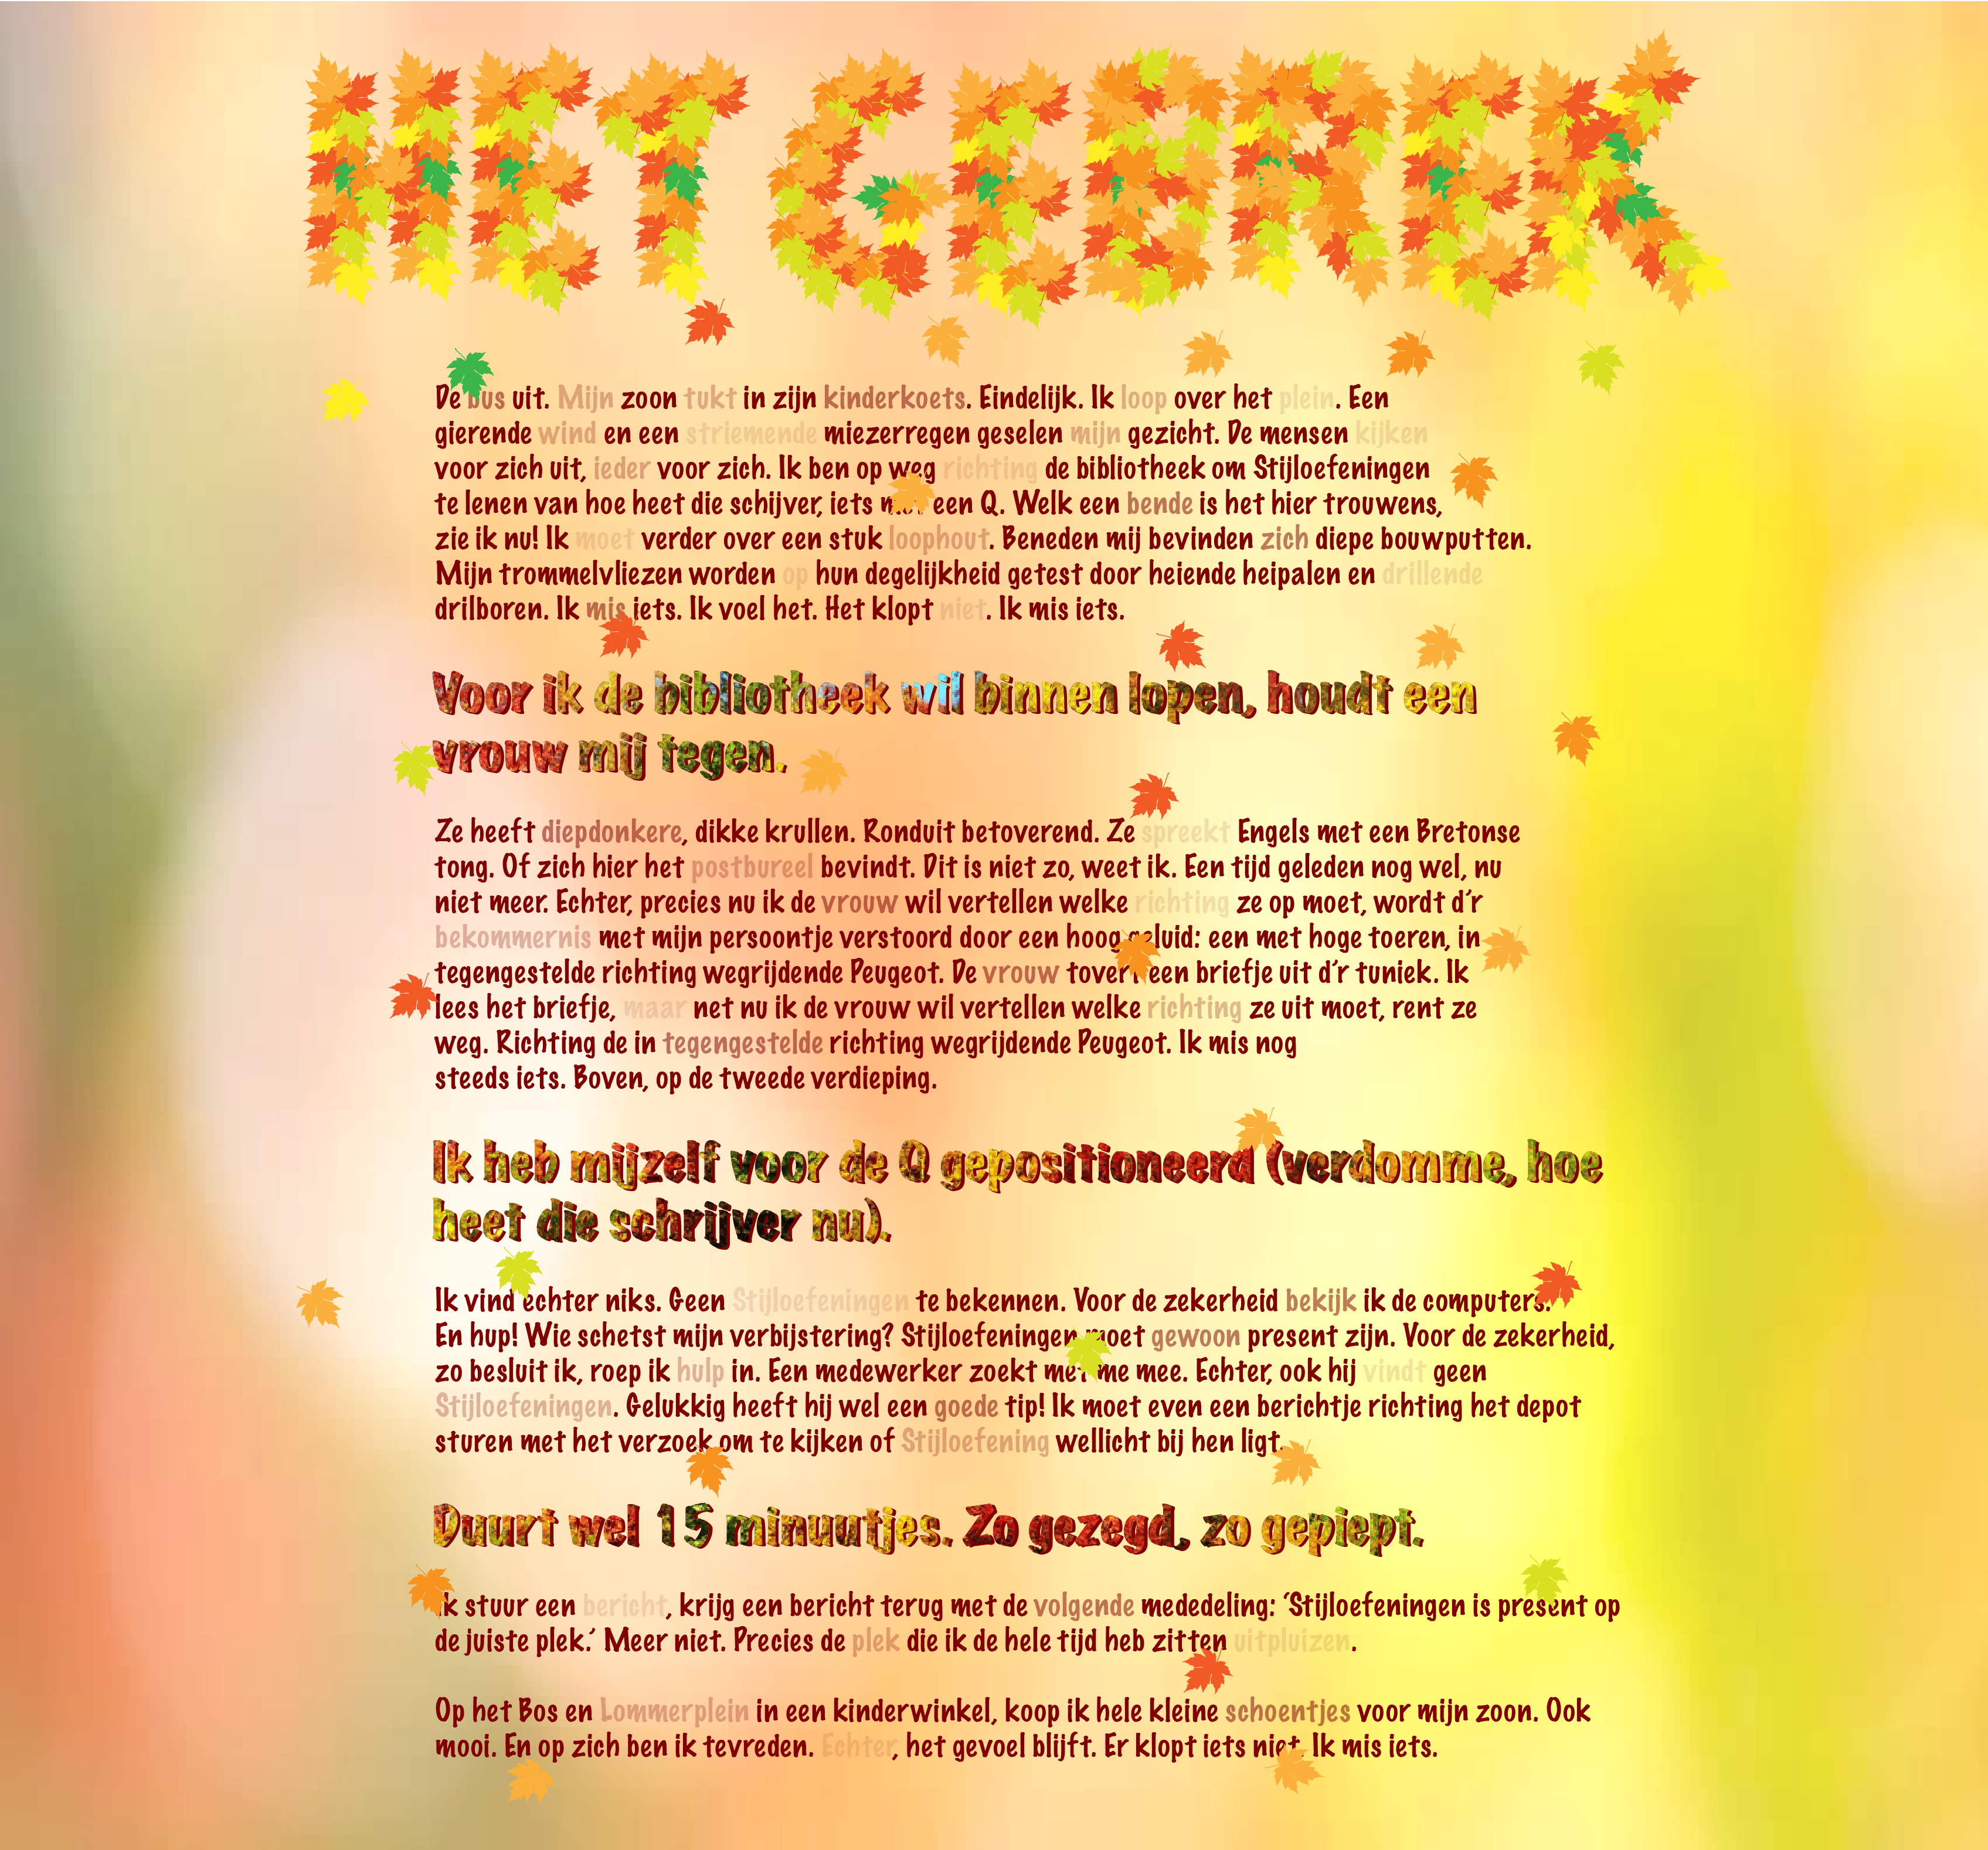 HET GEBREK
De bus uit. Mijn zoon tukt in zijn kinderkoets. Eindelijk. Ik loop over het plein. Een
gierende wind en een striemende miezerregen geselen mijn gezicht. De mensen kijken
voor zich uit, ieder voor zich. Ik ben op weg richting de bibliotheek om Stijloefeningen
te lenen van hoe heet die schijver, iets met een Q. Welk een bende is het hier trouwens,
zie ik nu! Ik moet verder over een stuk loophout. Beneden mij bevinden zich diepe bouwputten.
Mijn trommelvliezen worden op hun degelijkheid getest door heiende heipalen en drillende
drilboren. Ik mis iets. Ik voel het. Het klopt niet. Ik mis iets.
Voor ik de bibliotheek wil binnen lopen, houdt een
vrouw mij tegen.
Ze heeft diepdonkere, dikke krullen. Ronduit betoverend. Ze spreekt Engels met een Bretonse
tong. Of zich hier het postbureel bevindt. Dit is niet zo, weet ik. Een tijd geleden nog wel, nu
niet meer. Echter, precies nu ik de vrouw wil vertellen welke richting ze op moet, wordt d'r
bekommernis met mijn persoontje verstoord door een hoog geluid: een met hoge toeren, in
tegengestelde richting wegrijdende Peugeot. De vrouw tovert een briefje uit d'r tuniek. Ik
lees het briefje, maar net nu ik de vrouw wil vertellen welke richting ze uit moet, rent ze
weg. Richting de in tegengestelde richting wegrijdende Peugeot. Ik mis nog
steeds iets. Boven, op de tweede verdieping.
Ik heb mijzelf voor de Q gepositioneerd (verdomme, hoe
heet die schrijver nu).
Ik vind echter niks. Geen Stijloefeningen te bekennen. Voor de zekerheid bekijk ik de computers.
En hup! Wie schetst mijn verbijstering? Stijloefeningen moet gewoon present zijn. Voor de zekerheid,
zo besluit ik, roep ik hulp in. Een medewerker zoekt met me mee. Echter, ook hij vindt geen
Stijloefeningen. Gelukkig heeft hij wel een goede tip! Ik moet even een berichtje richting het depot
sturen met het verzoek om te kijken of Stijloefening wellicht bij hen ligt.
Duurt wel 15 minuutjes. Zo gezegd, zo gepiept.
Ik stuur een bericht, krijg een bericht terug met de volgende mededeling: 'Stijloefeningen is present op
de juiste plek.' Meer niet. Precies de plek die ik de hele tijd heb zitten uitpluizen.
Op het Bos en Lommerplein in een kinderwinkel, koop ik hele kleine schoentjes voor mijn zoon. Ook
mooi. En op zich ben ik tevreden. Echter, het gevoel blijft. Er klopt iets niet. Ik mis iets.